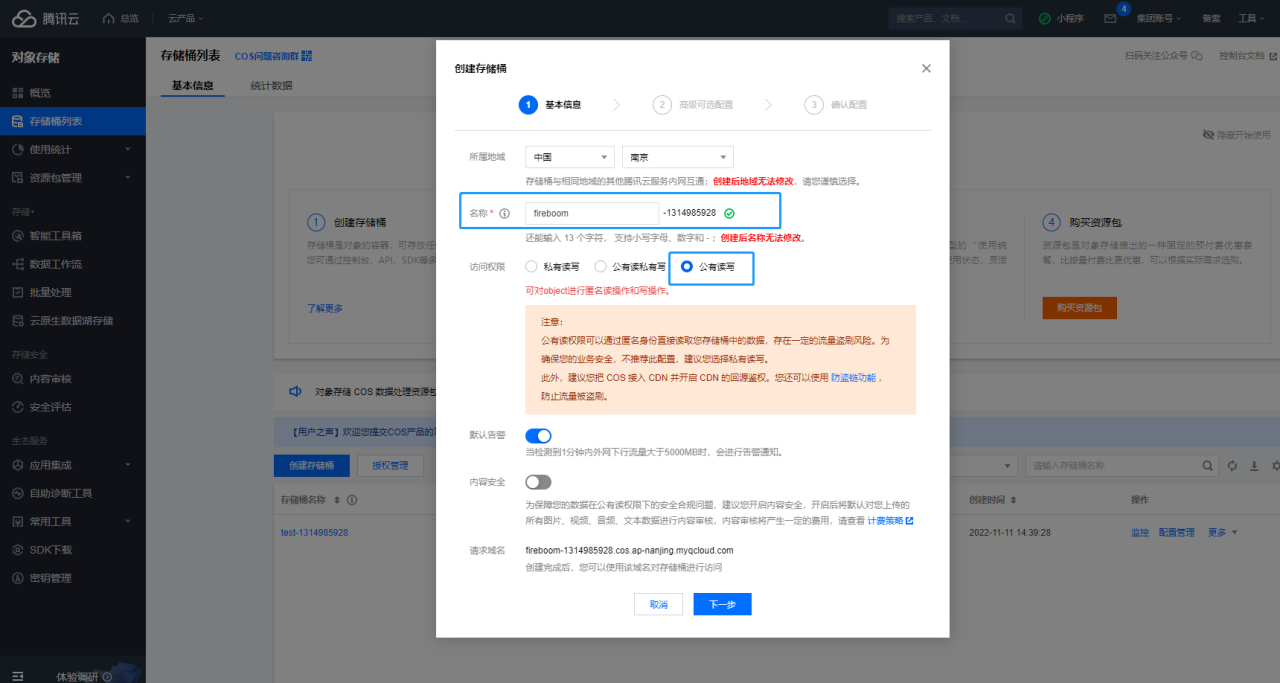 腾讯云
总览
云产品
搜索产品、文档...
小程序
4
集团账号
备案
工具
对象存储
概览
存储桶列表
使用统计
资源包管理
存储+
智能工具箱
数据工作流
批量处理
云原生数据湖存储
存储安全
内容审核
安全评估
生态服务
应用集成
自助诊断工具
常用工具
SDK下载
密钥管理
体验调研
存储桶列表
COS问题咨询群
扫码关注公众号
控制台文档
基本信息
统计数据
隐藏开始使用
1
创建存储桶
存储桶是对象的容器，可存放任
您可通过控制台、API、SDK等多
了解更多
型的“使用统
使用状态、灵活
4
购买资源包
资源包是对象存储推出的一种固定的预付费优惠套
餐，比按量付费更优惠，可以根据实际需求选购。
购买资源包
对象存储 COS 数据处理资源包
【用户之声】欢迎您提交COS产品的
创建存储桶
授权管理
请输入存储桶名称
存储桶名称
创建时间
操作
test-1314985928
2022-11-11 14:39:28
监控
配置管理
更多
创建存储桶
1
基本信息
2
高级可选配置
3
确认配置
所属地域
中国
南京
存储桶与相同地域的其他腾讯云服务内网互通；创建后地域无法修改，请您谨慎选择。
名称 *
fireboom
-1314985928
还能输入 13 个字符， 支持小写字母、数字和 - ；创建后名称无法修改。
访问权限
私有读写
公有读私有写
公有读写
可对object进行匿名读操作和写操作。
注意：
公有读权限可以通过匿名身份直接读取您存储桶中的数据，存在一定的流量盗刷风险。为
确保您的业务安全，不推荐此配置，建议您选择私有读写。
此外，建议您把 COS 接入 CDN 并开启 CDN 的回源鉴权。您还可以使用 防盗链功能 ，
防止流量被盗刷。
默认告警
当检测到1分钟内外网下行流量大于5000MB时，会进行告警通知。
内容安全
为保障您的数据在公有读权限下的安全合规问题，建议您开启内容安全，开启后将默认对您上传的
所有图片、视频、音频、文本数据进行内容审核，内容审核将产生一定的费用，请查看 计费策略
请求域名
fireboom-1314985928.cos.ap-nanjing.myqcloud.com
创建完成后，您可以使用该域名对存储桶进行访问
取消
下一步